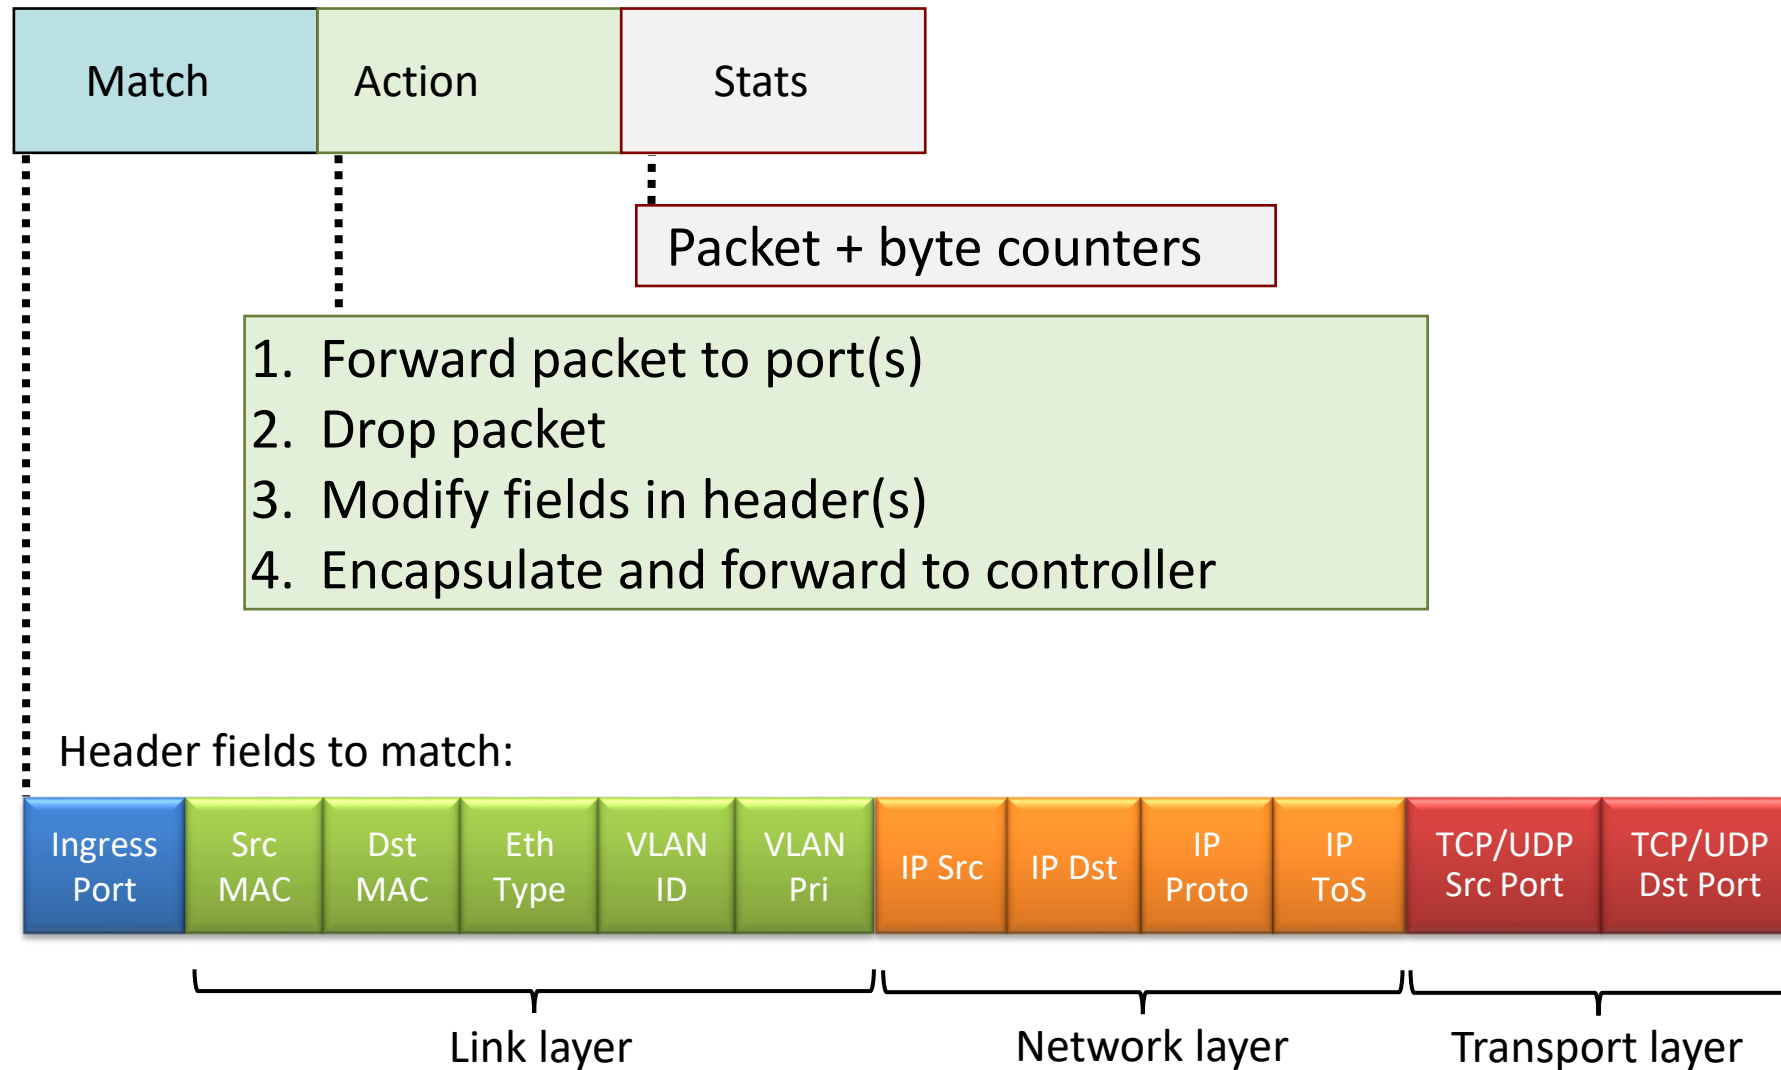 Match
Action
Stats
Packet + byte counters
1. Forward packet to port(s)
2. Drop packet
3. Modify fields in header(s)
4. Encapsulate and forward to controller
Header fields to match:
Ingress
Port
Src
MAC
Dst
MAC
Eth
Type
VLAN
ID
VLAN
Pri
IP Src
IP Dst
IP
Proto
IP
ToS
TCP/UDP
Src Port
TCP/UDP
Dst Port
Link layer
Network layer
Transport layer